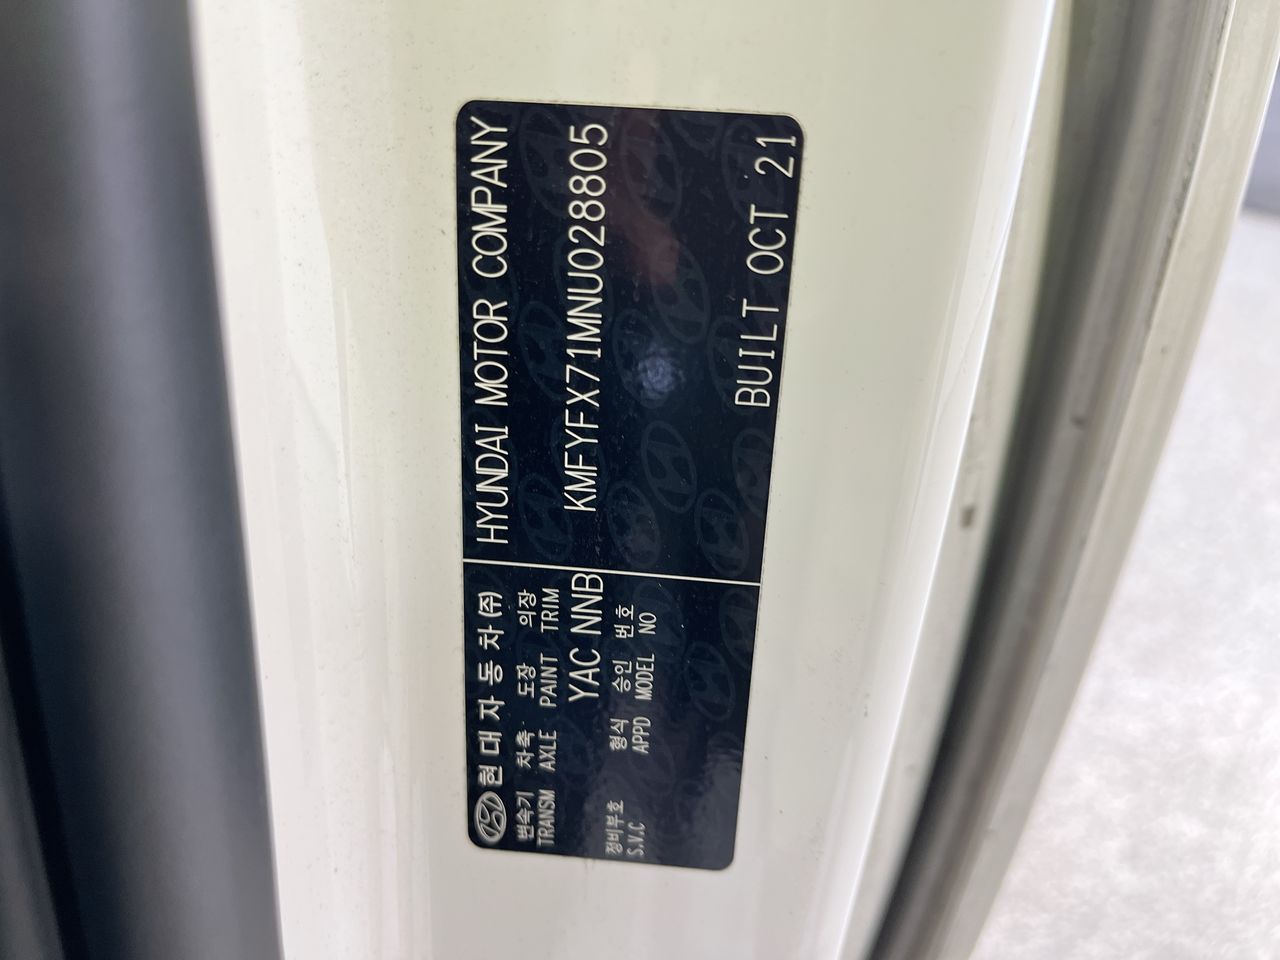 현대자동차(주)
HYUNDAI MOTOR COMPANY
변속기 차축 도장 의장
TRANSM AXLE PAINT TRIM
YAC NNB
KMFYFX71MNU028805
정비부호 형식 승인 번호
S.V.C APPD MODEL NO
BUILT OCT 21